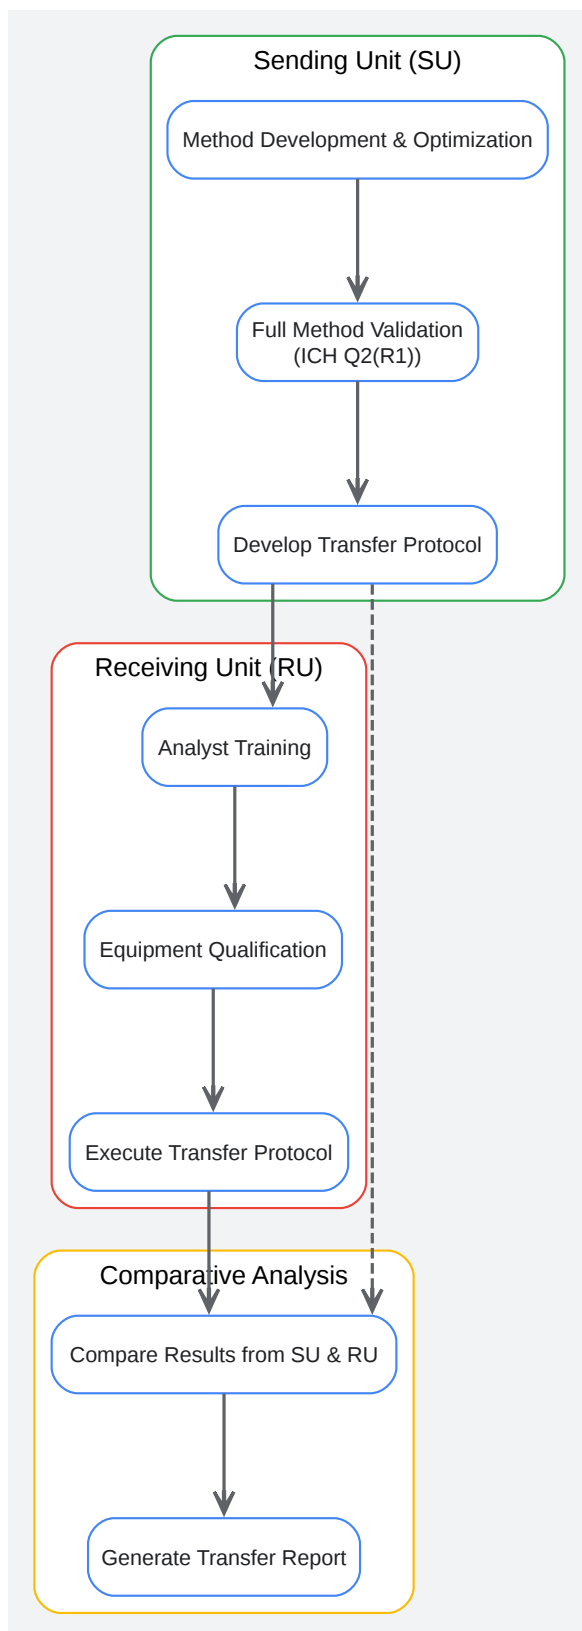 Sending Unit (SU)
Method Development & Optimization
Full Method Validation
(ICH Q2(R1))
Develop Transfer Protocol
Receiving Unit (RU)
Analyst Training
Equipment Qualification
Execute Transfer Protocol
Comparative Analysis
Compare Results from SU & RU
Generate Transfer Report